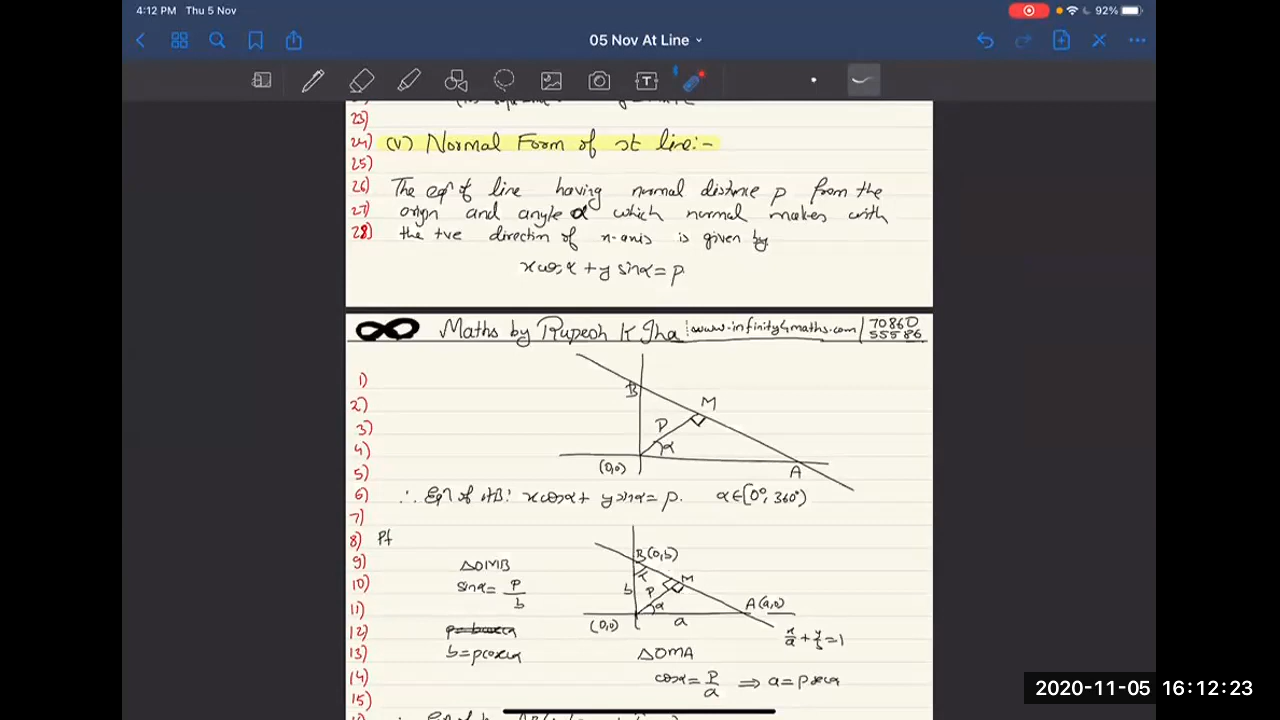 4:12 PM Thu 5 Nov
92%
05 Nov At Line
23)
24) (V) Normal Form of st line:-
25)
26) The eqn of line having normal distance p from the
27) origin and angle α which normal makes with
28) the +ve direction of x-axis is given by
x cosα + y sinα = p
Maths by Rupesh K Jha www.infinity4maths.com 70860 55586
1)
B
2)
M
3)
P
4)
α
(0,0)
5)
A
6) ∴ Eqn of AB: x cosα + y sinα = p. α∈[0°, 360°)
7)
8) Pf
B(0,b)
9)
ΔOMB
α
M
10) sinα = p/b
b
P
α
11)
A(a,0)
(0,0)
a
12)
x/a + y/b = 1
13) b = p cosecα
ΔOMA
14) cosα = p/a ⟹ a = p secα
15)
2020-11-05 16:12:23